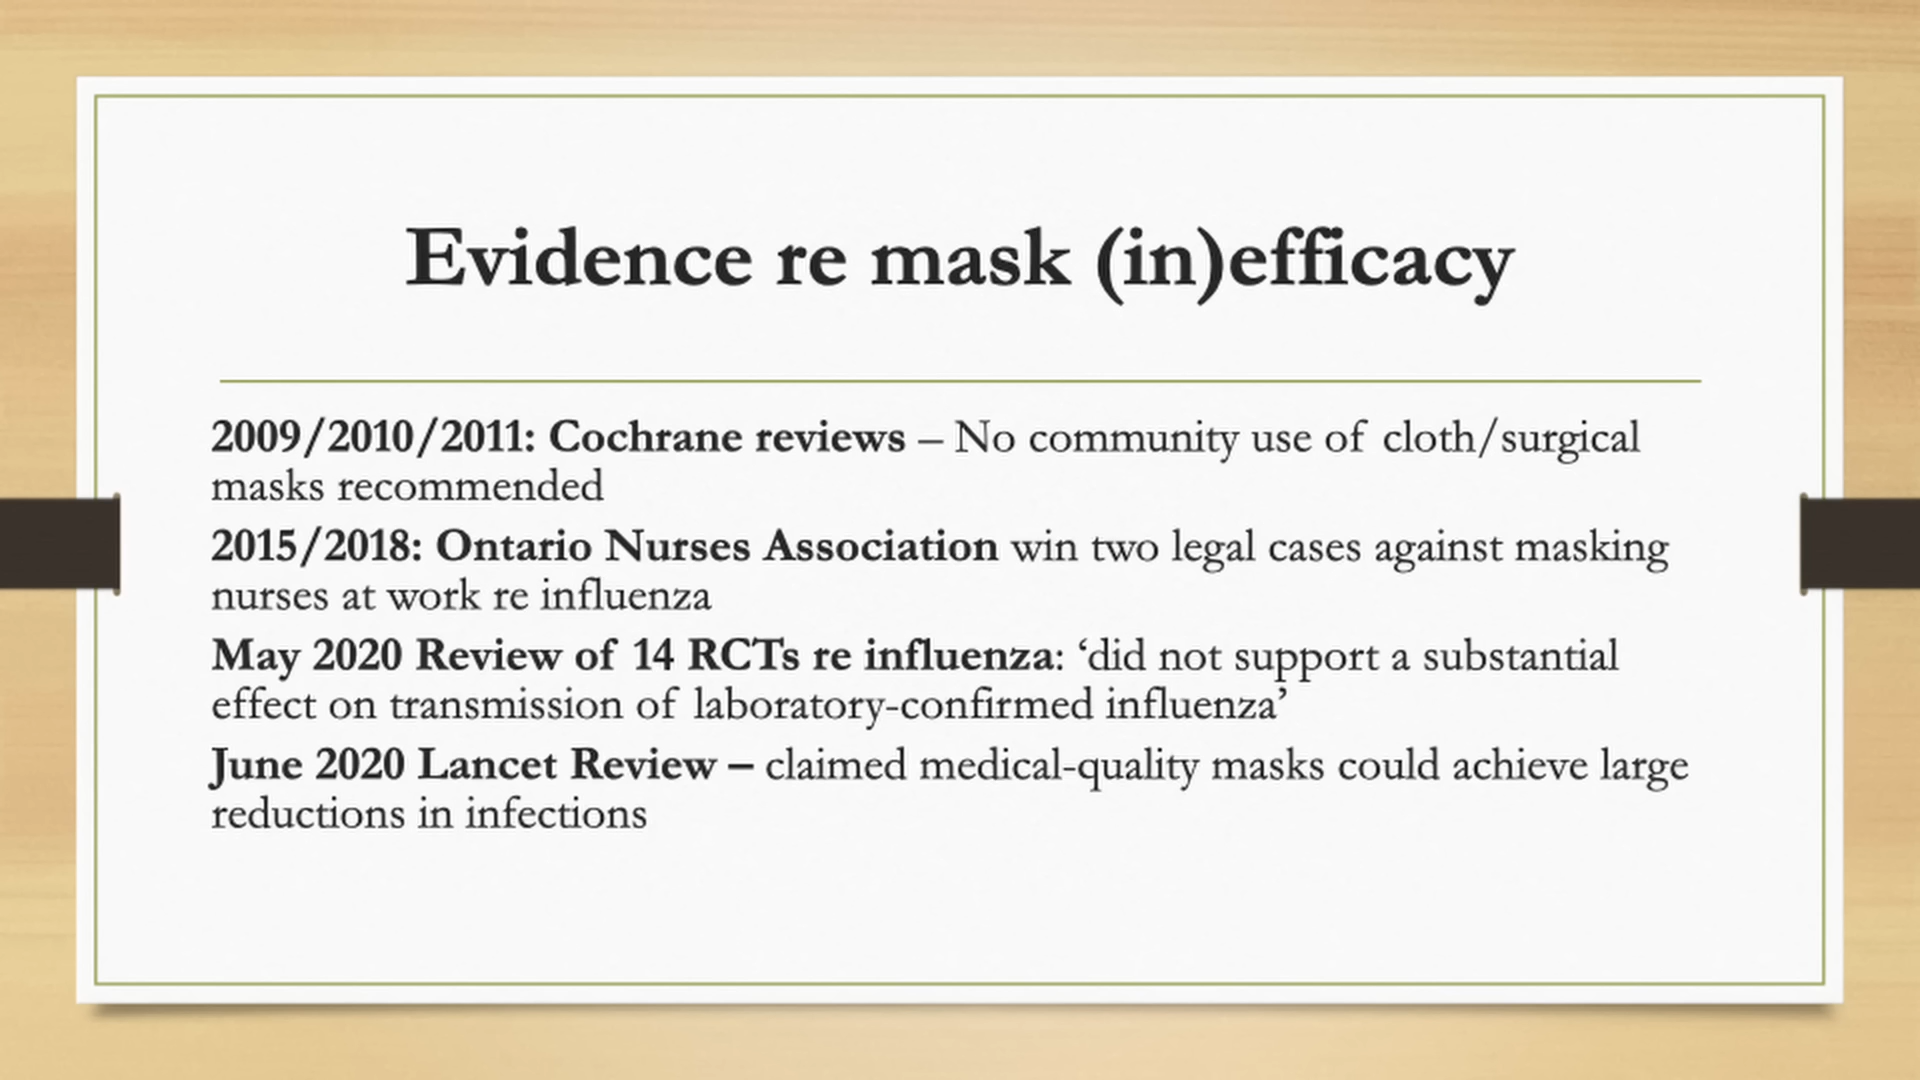 Evidence re mask (in)efficacy
2009/2010/2011: Cochrane reviews – No community use of cloth/surgical
masks recommended
2015/2018: Ontario Nurses Association win two legal cases against masking
nurses at work re influenza
May 2020 Review of 14 RCTs re influenza: ‘did not support a substantial
effect on transmission of laboratory-confirmed influenza’
June 2020 Lancet Review – claimed medical-quality masks could achieve large
reductions in infections